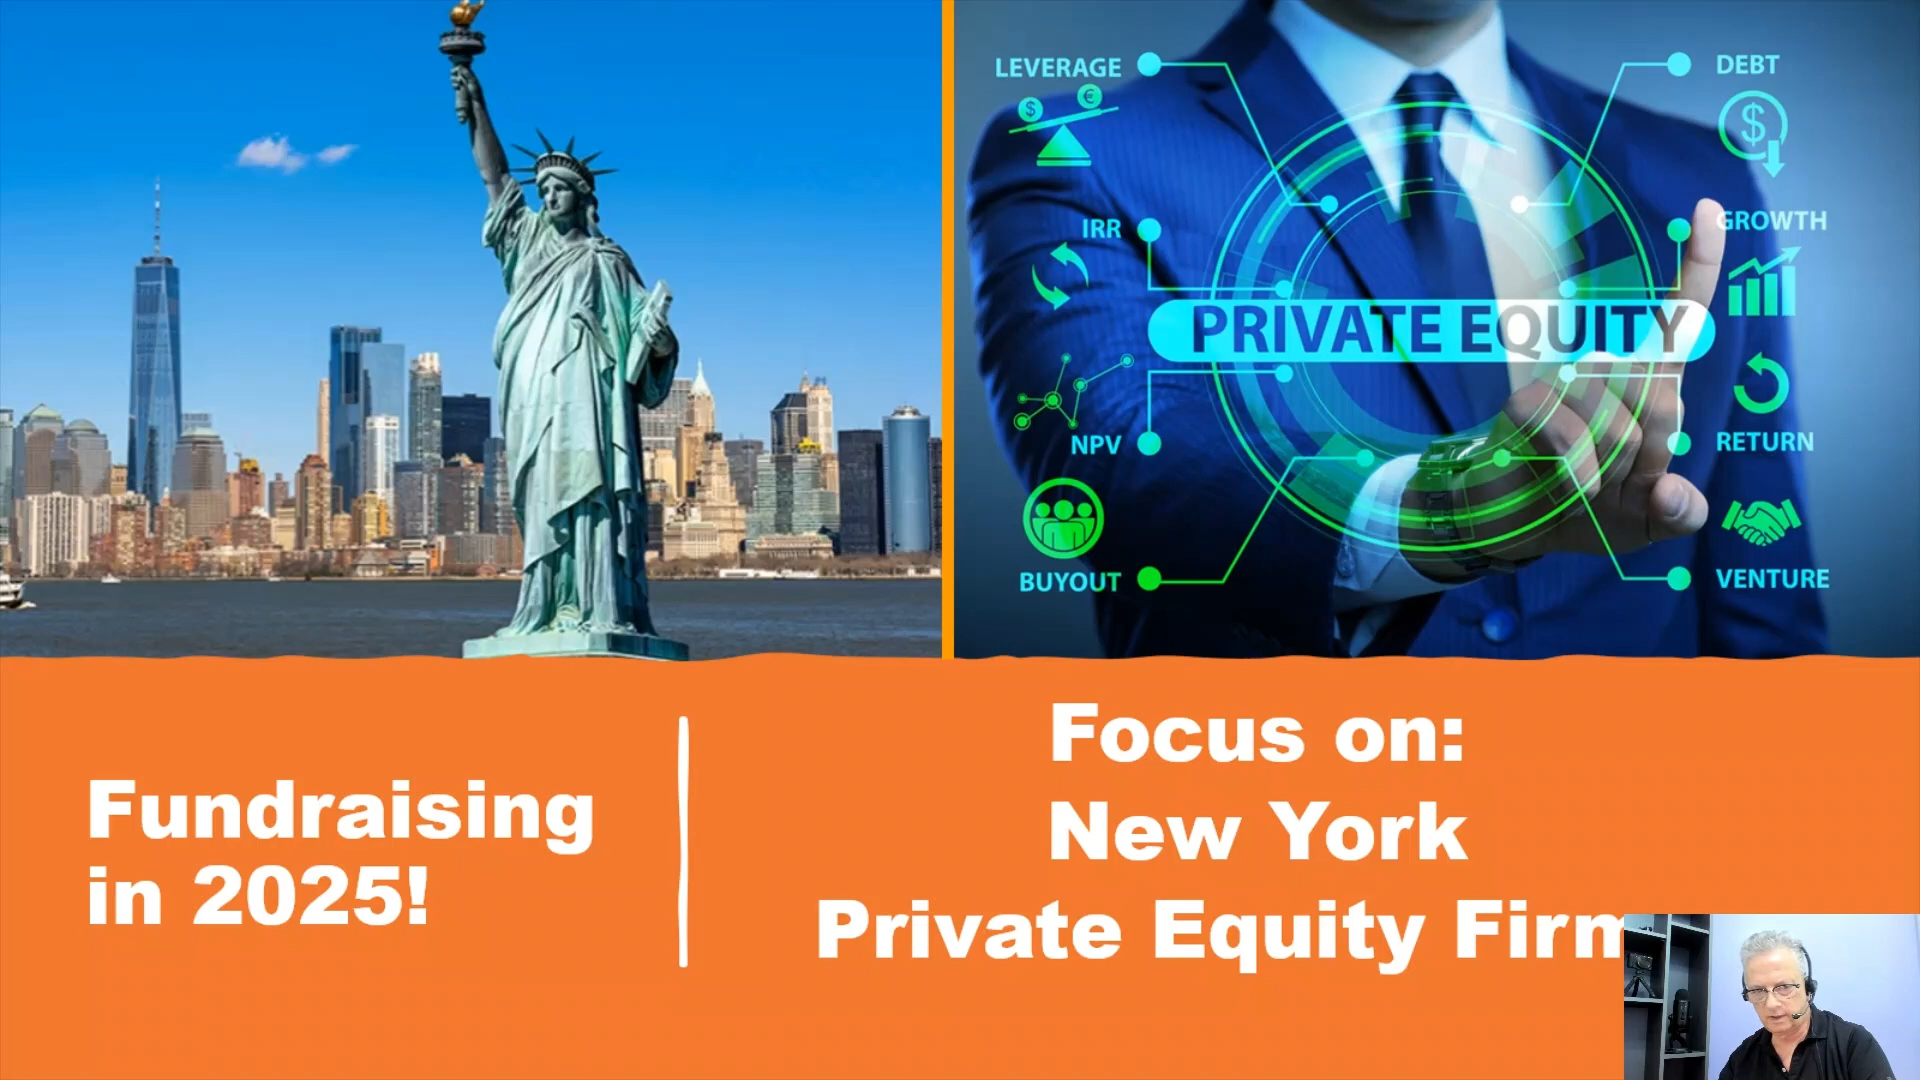 LEVERAGE
DEBT
IRR
GROWTH
PRIVATE EQUITY
NPV
RETURN
BUYOUT
VENTURE
Fundraising
in 2025!
Focus on:
New York
Private Equity Firm